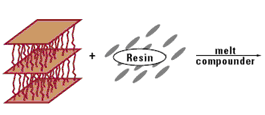 +
Resin
melt
compounder